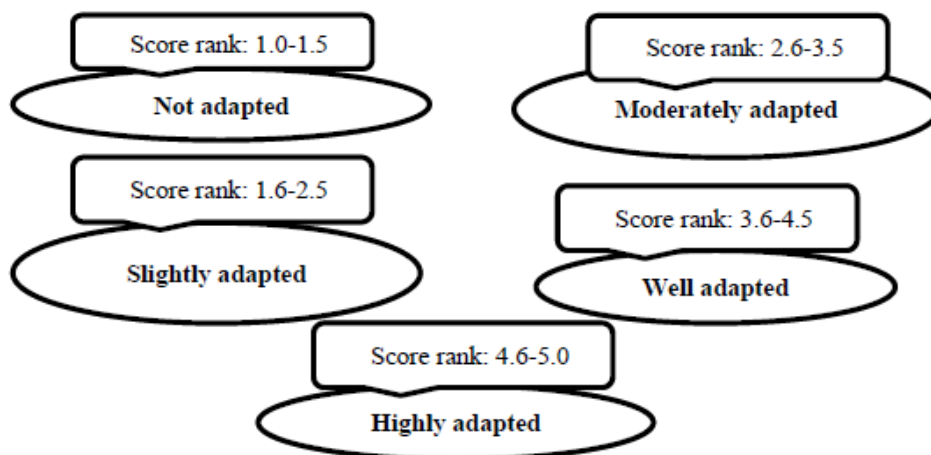 Score rank: 1.0-1.5
Not adapted
Score rank: 2.6-3.5
Moderately adapted
Score rank: 1.6-2.5
Slightly adapted
Score rank: 3.6-4.5
Well adapted
Score rank: 4.6-5.0
Highly adapted